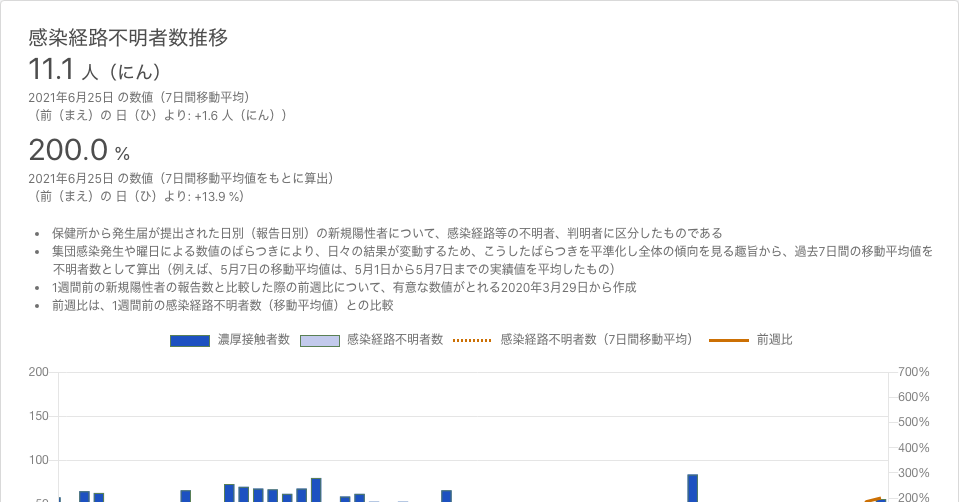 感染経路不明者数推移
11.1 人（にん）
2021年6月25日 の数値（7日間移動平均）
（前（まえ）の 日（ひ）より: +1.6 人（にん））
200.0 %
2021年6月25日 の数値（7日間移動平均値をもとに算出）
（前（まえ）の 日（ひ）より: +13.9 %）
• 保健所から発生届が提出された日別（報告日別）の新規陽性者について、感染経路等の不明者、判明者に区分したものである
• 集団感染発生や曜日による数値のばらつきにより、日々の結果が変動するため、こうしたばらつきを平準化し全体の傾向を見る趣旨から、過去7日間の移動平均値を
不明者数として算出（例えば、5月7日の移動平均値は、5月1日から5月7日までの実績値を平均したもの）
• 1週間前の新規陽性者の報告数と比較した際の前週比について、有意な数値がとれる2020年3月29日から作成
• 前週比は、1週間前の感染経路不明者数（移動平均値）との比較
濃厚接触者数 感染経路不明者数 感染経路不明者数（7日間移動平均） 前週比
200 700%
600%
150
500%
100 400%
300%
50 200%